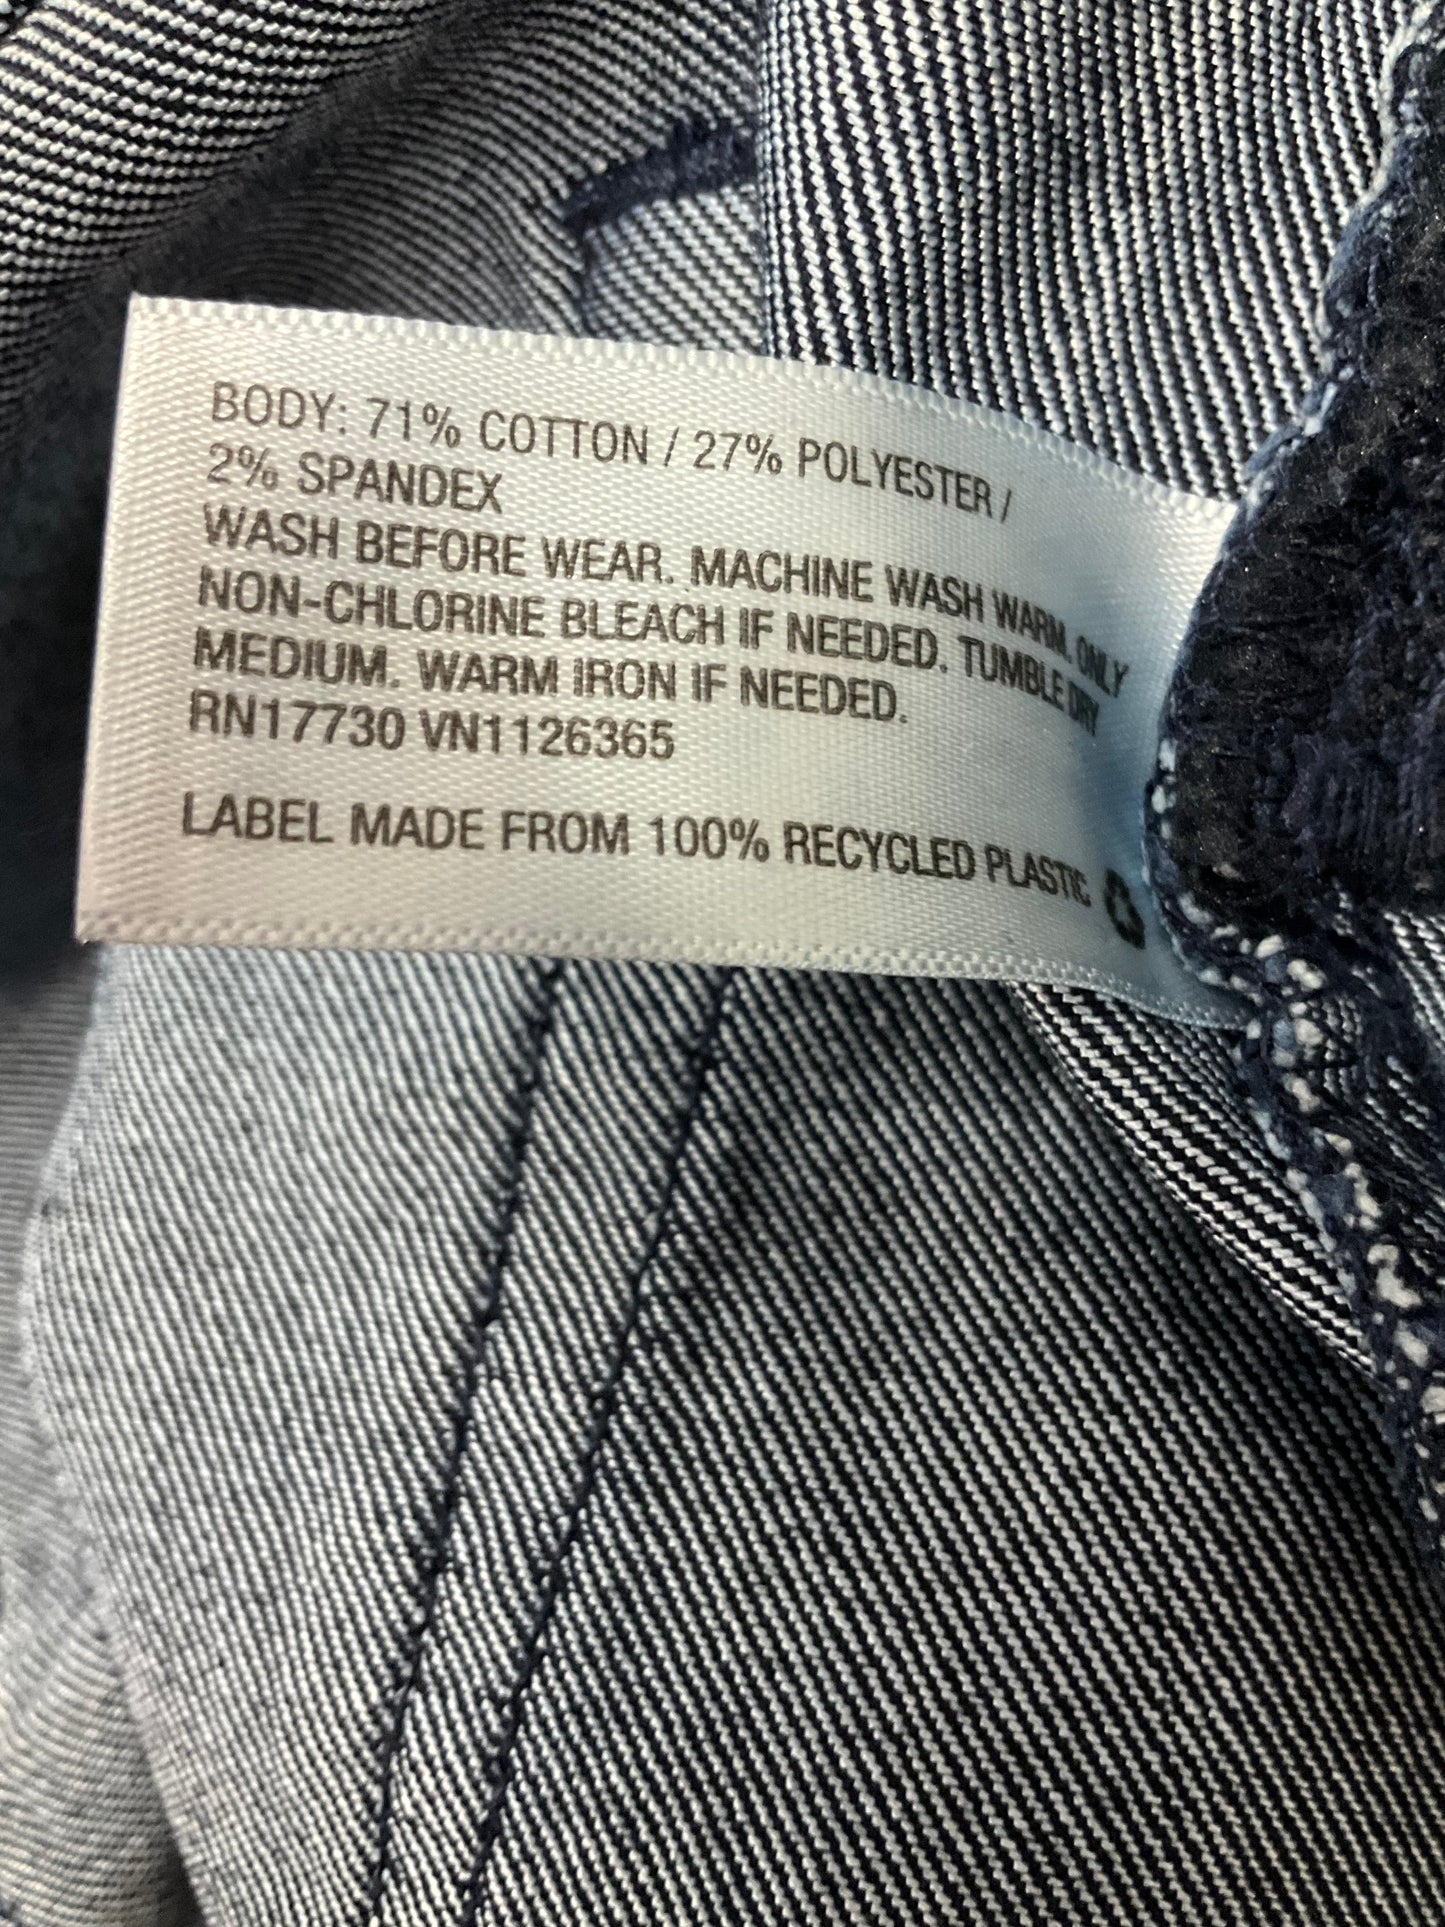 BODY: 71% COTTON / 27% POLYESTER /
2% SPANDEX
WASH BEFORE WEAR. MACHINE WASH WARM. ONLY
NON-CHLORINE BLEACH IF NEEDED. TUMBLE DRY
MEDIUM. WARM IRON IF NEEDED.
RN17730 VN1126365
LABEL MADE FROM 100% RECYCLED PLASTIC